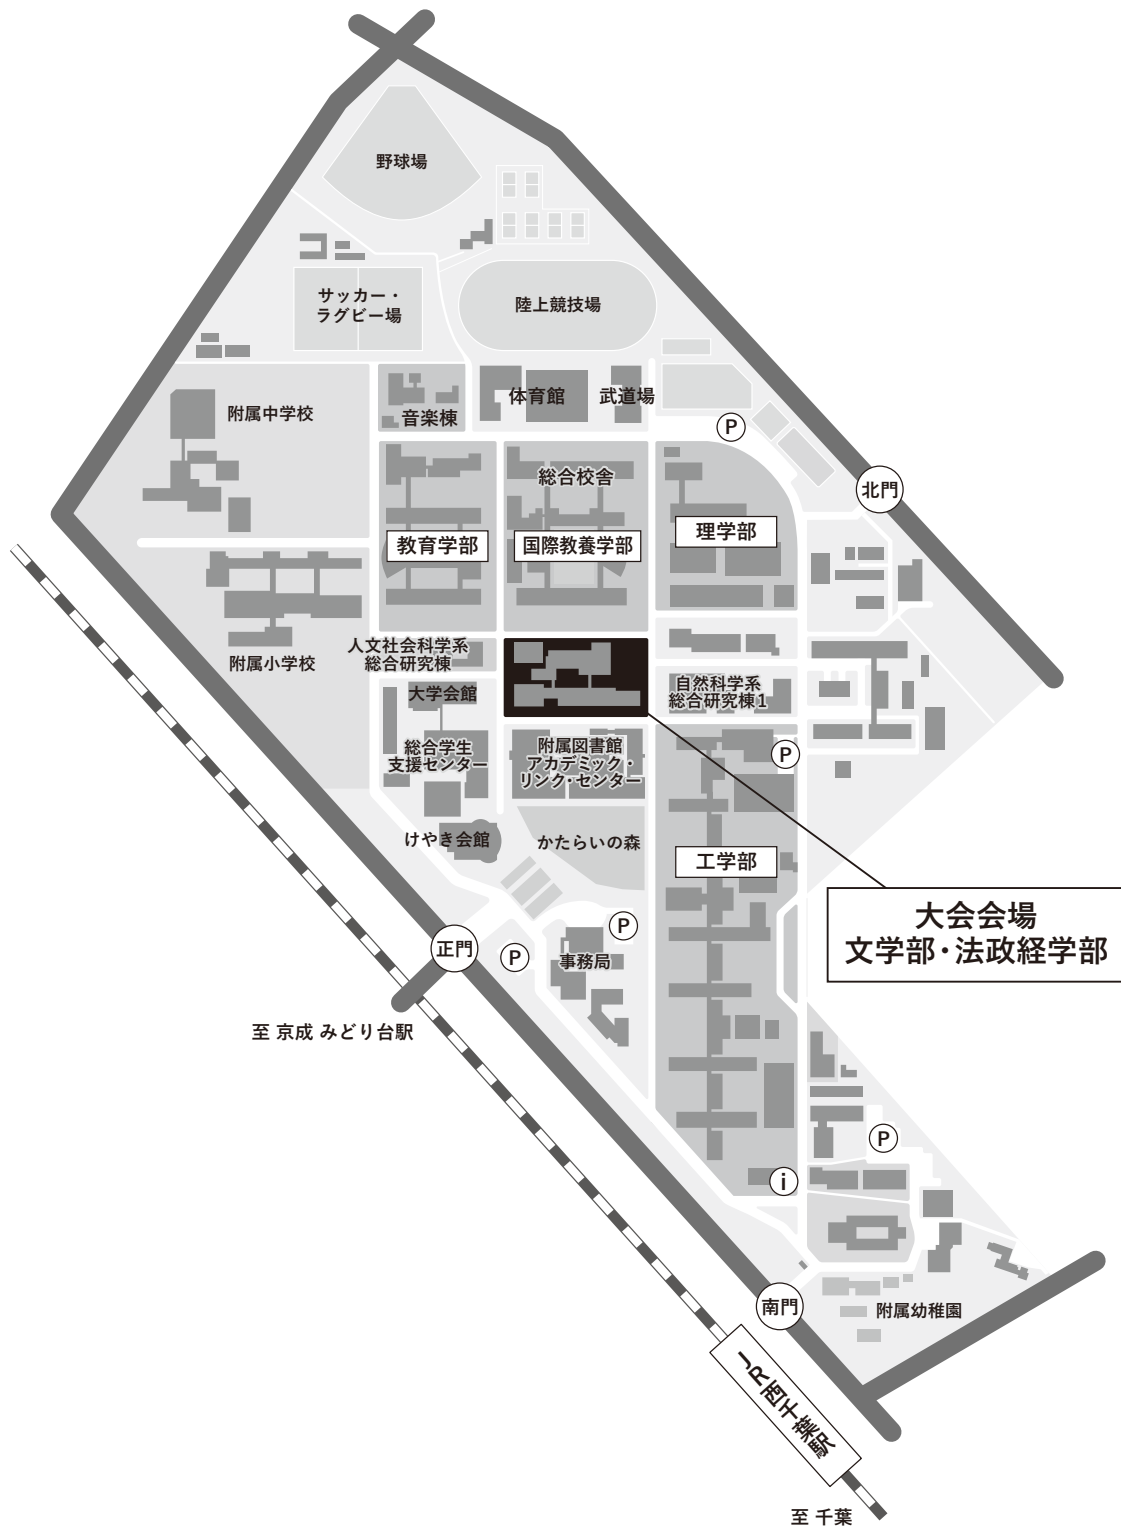 野球場
サッカー・
ラグビー場
陸上競技場
附属中学校
音楽棟
体育館
武道場
P
北門
総合校舎
教育学部
国際教養学部
理学部
附属小学校
人文社会科学系
総合研究棟
大学会館
自然科学系
総合研究棟1
総合学生
支援センター
附属図書館
アカデミック・
リンク・センター
P
けやき会館
かたらいの森
工学部
大会会場
文学部・法政経学部
正門
P
P
事務局
至 京成 みどり台駅
P
i
南門
附属幼稚園
JR西千葉駅
至 千葉